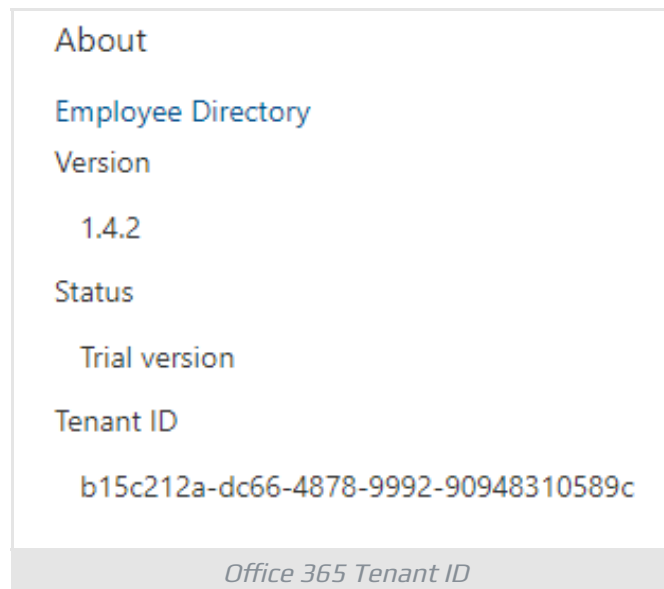 About
Employee Directory
Version
1.4.2
Status
Trial version
Tenant ID
b15c212a-dc66-4878-9992-90948310589c
Office 365 Tenant ID